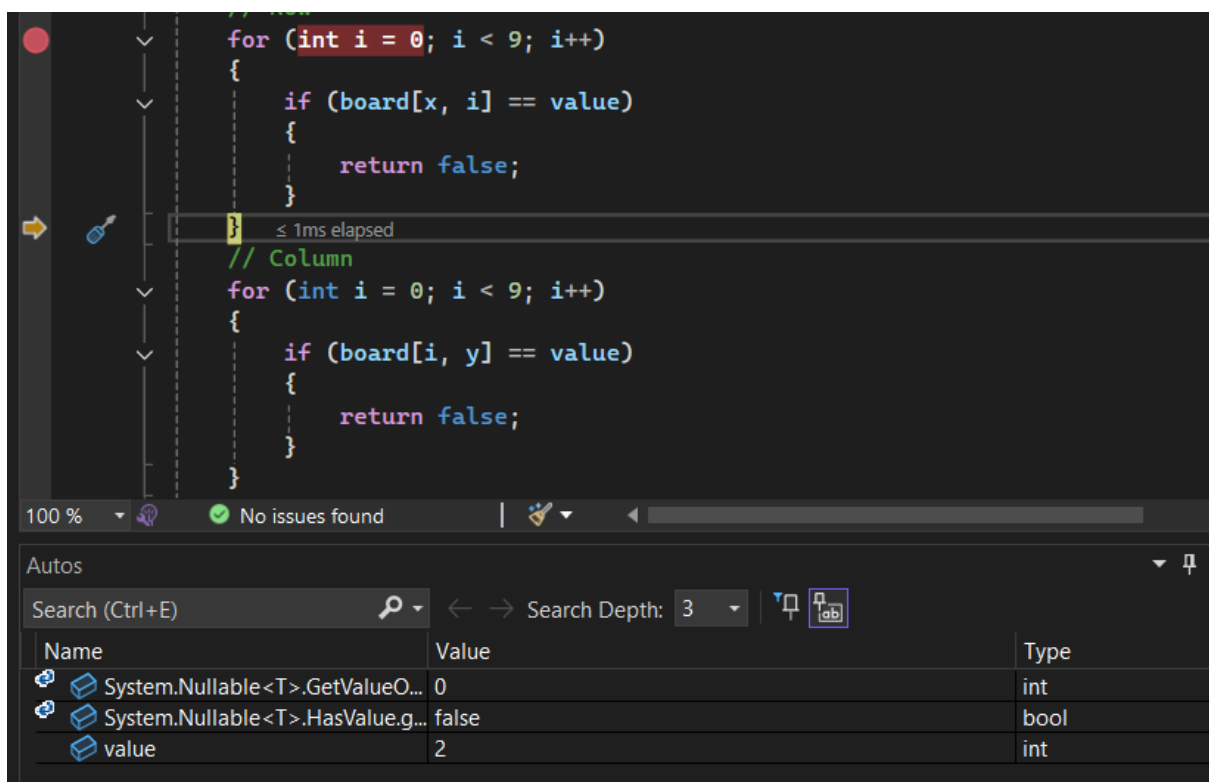 // Row
for (int i = 0; i < 9; i++)
{
if (board[x, i] == value)
{
return false;
}
} ≤ 1ms elapsed
// Column
for (int i = 0; i < 9; i++)
{
if (board[i, y] == value)
{
return false;
}
}
100 % No issues found
Autos
Search (Ctrl+E) Search Depth: 3 ab
Name Value Type
System.Nullable<T>.GetValueO... 0 int
System.Nullable<T>.HasValue.g... false bool
value 2 int